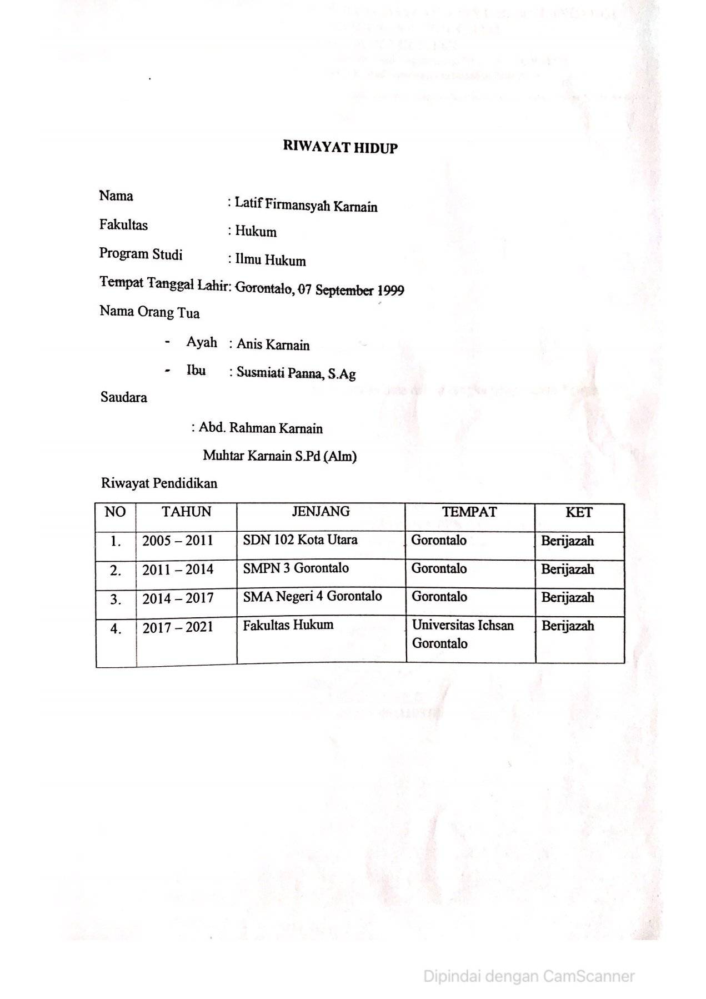 RIWAYAT HIDUP
Nama : Latif Firmansyah Karnain
Fakultas : Hukum
Program Studi : Ilmu Hukum
Tempat Tanggal Lahir: Gorontalo, 07 September 1999
Nama Orang Tua
- Ayah : Anis Karnain
- Ibu : Susmiati Panna, S.Ag
Saudara
: Abd. Rahman Karnain
Muhtar Karnain S.Pd (Alm)
Riwayat Pendidikan
NO TAHUN JENJANG TEMPAT KET
1. 2005 – 2011 SDN 102 Kota Utara Gorontalo Berijazah
2. 2011 – 2014 SMPN 3 Gorontalo Gorontalo Berijazah
3. 2014 – 2017 SMA Negeri 4 Gorontalo Gorontalo Berijazah
4. 2017 – 2021 Fakultas Hukum Universitas Ichsan Berijazah
Gorontalo
Dipindai dengan CamScanner